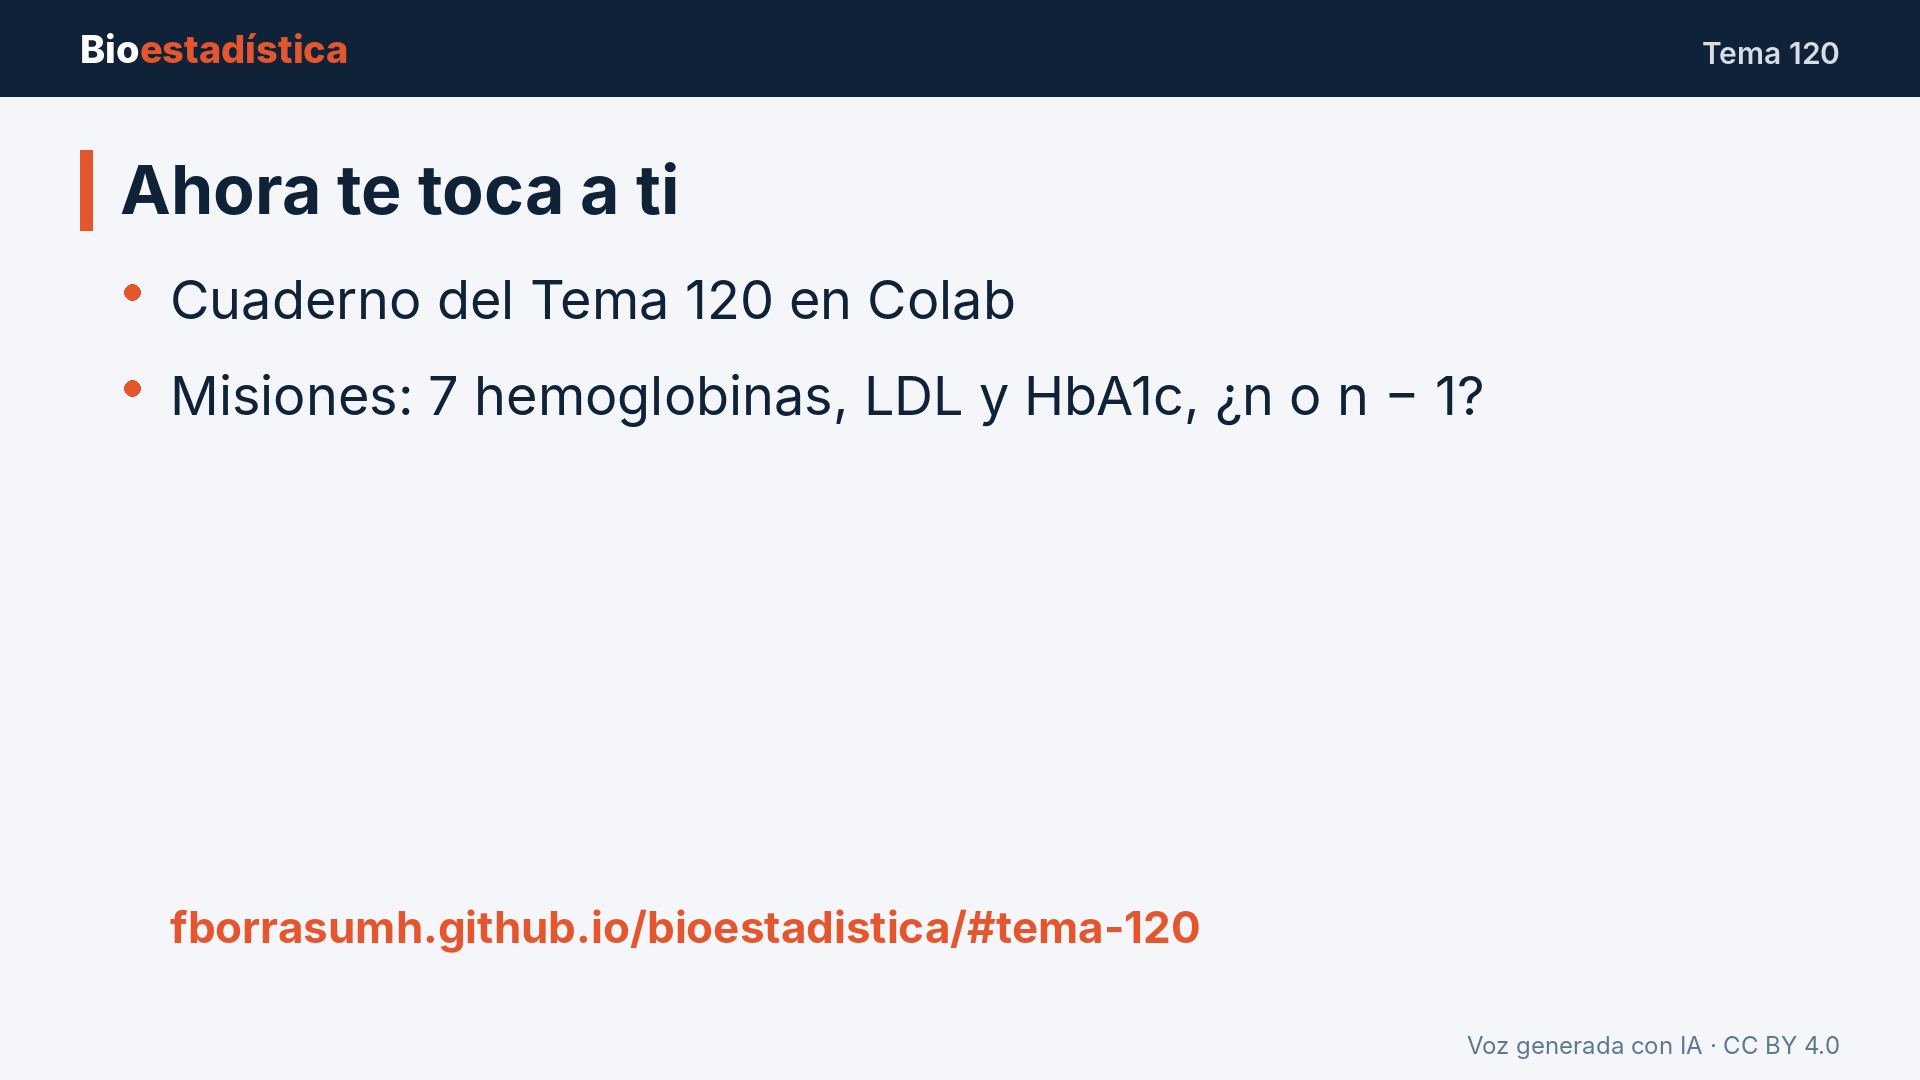 Bioestadística
Tema 120
Ahora te toca a ti
• Cuaderno del Tema 120 en Colab
• Misiones: 7 hemoglobinas, LDL y HbA1c, ¿n o n − 1?
fborrasumh.github.io/bioestadistica/#tema-120
Voz generada con IA · CC BY 4.0